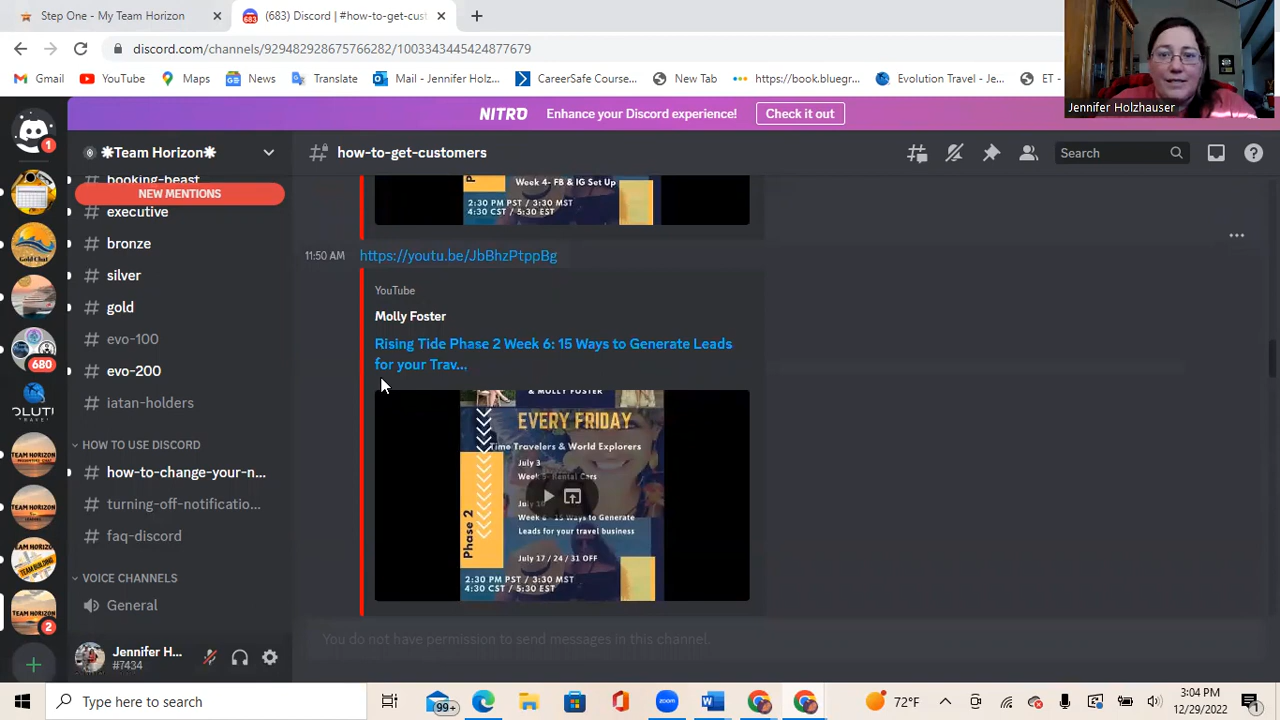 Step One - My Team Horizon
(683) Discord | #how-to-get-cust
discord.com/channels/929482928675766282/1003343445424877679
Gmail YouTube Maps News Translate Mail - Jennifer Holz... CareerSafe Course... New Tab https://book.bluegr... Evolution Travel - Je... ET -
Jennifer Holzhauser
NITRO Enhance your Discord experience! Check it out
1
✳Team Horizon✳
how-to-get-customers
Search
booking-beast
NEW MENTIONS
executive
bronze
silver
gold
evo-100
evo-200
iatan-holders
HOW TO USE DISCORD
how-to-change-your-n...
turning-off-notificatio...
faq-discord
VOICE CHANNELS
General
Jennifer H...
#7434
680
2
Week 4- FB & IG Set Up
2:30 PM PST / 3:30 MST
4:30 CST / 5:30 EST
11:50 AM https://youtu.be/JbBhzPtppBg
YouTube
Molly Foster
Rising Tide Phase 2 Week 6: 15 Ways to Generate Leads
for your Trav...
& MOLLY FOSTER
EVERY FRIDAY
Time Travelers & World Explorers
July 3
Rental Cars
15 Ways to Generate
Leads for your travel business
July 17 / 24 / 31 OFF
Phase 2
2:30 PM PST / 3:30 MST
4:30 CST / 5:30 EST
You do not have permission to send messages in this channel.
Type here to search
99+
72°F
3:04 PM
12/29/2022
1